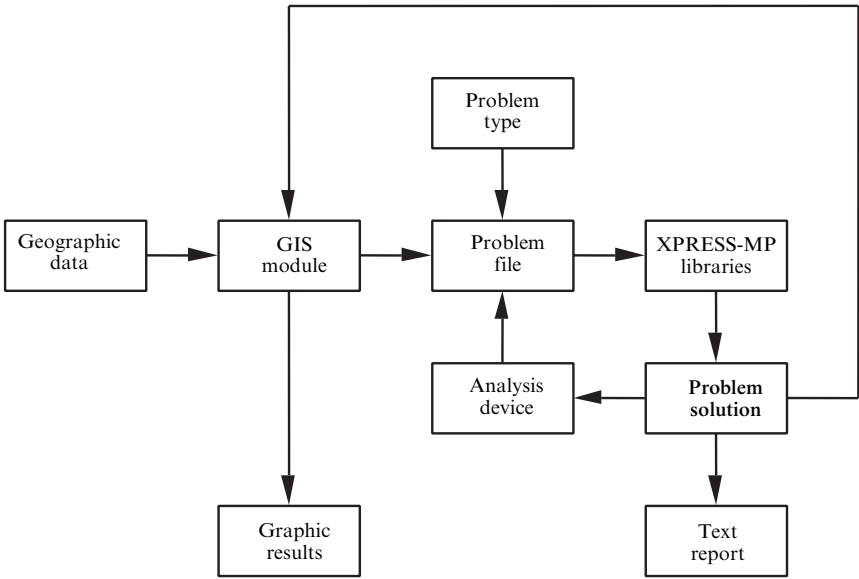 Problem
type
Geographic
data
GIS
module
Problem
file
XPRESS-MP
libraries
Analysis
device
Problem
solution
Graphic
results
Text
report